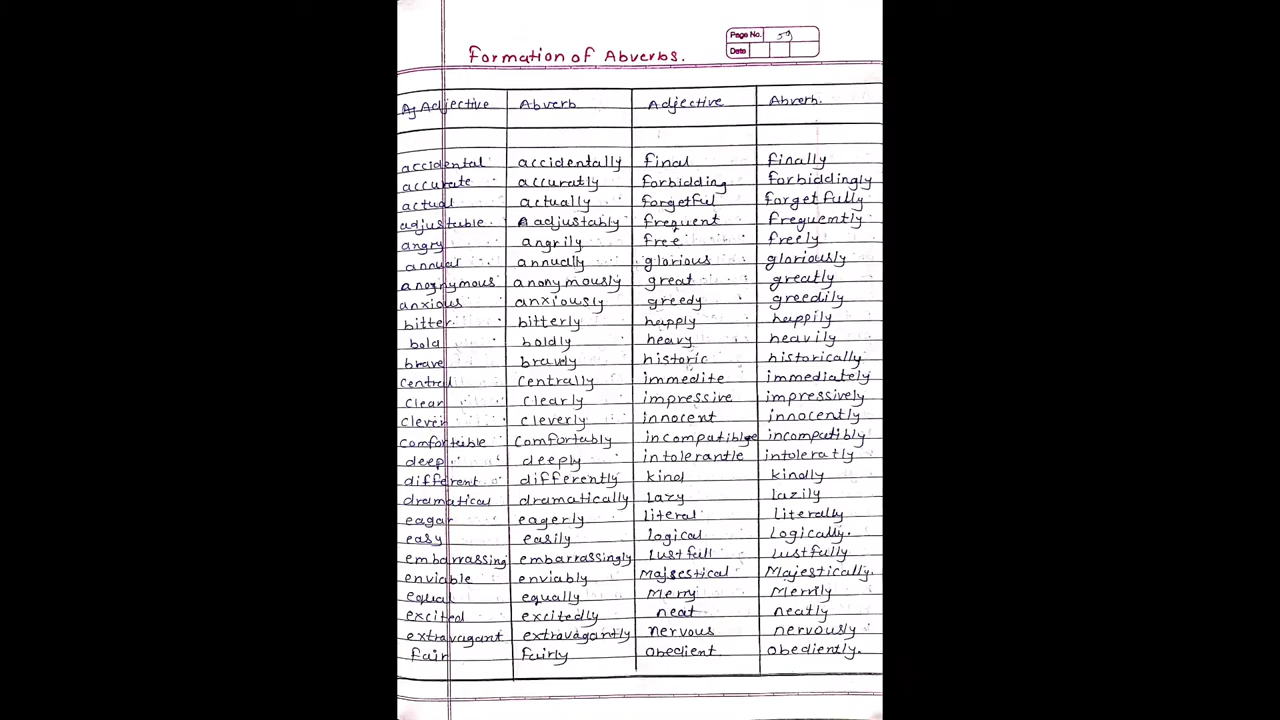 Page No. 59
Date
Formation of Abverbs.
Adjective Abverb Adjective Abverb.
accidental accidentally final finally
accurate accuratly forbidding forbiddingly
actual actually forgetful forgetfully
adjustuble. adjustably frequent frequemtly
angry angrily free freely
annual annually glorious gloriously
anonymous anonymously great greatly
anxious anxiously greedy greedily
bitter bitterly happly happily
bold boldly heavy heavily
brave bravely historic historically
Central Centrally immedite immediately
Clear clearly impressive impressively
clever cleverly innocent innocently
Comfortable Comfortably incompatible incompatibly
deep deeply intolerantle intoleratly
different differently kind kindly
dramatical dramatically Lazy Lazily
eagar eagerly literal Literally
easy easily logical Logically.
embarrassing embarrassingly Lustfull Lustfully
enviable enviably Majsestical Majestically.
equal equally Merry Merrily
excited excitedly neat neatly
extravagant extravagantly nervous nervously
fair fairly obedient obediently.